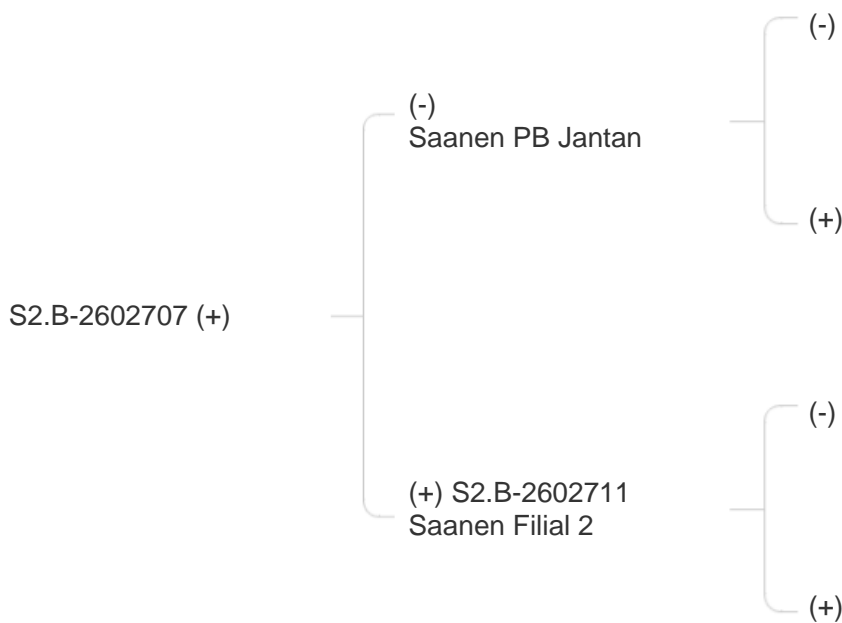 (-)
(-)
Saanen PB Jantan
(+)
S2.B-2602707 (+)
(-)
(+) S2.B-2602711
Saanen Filial 2
(+)